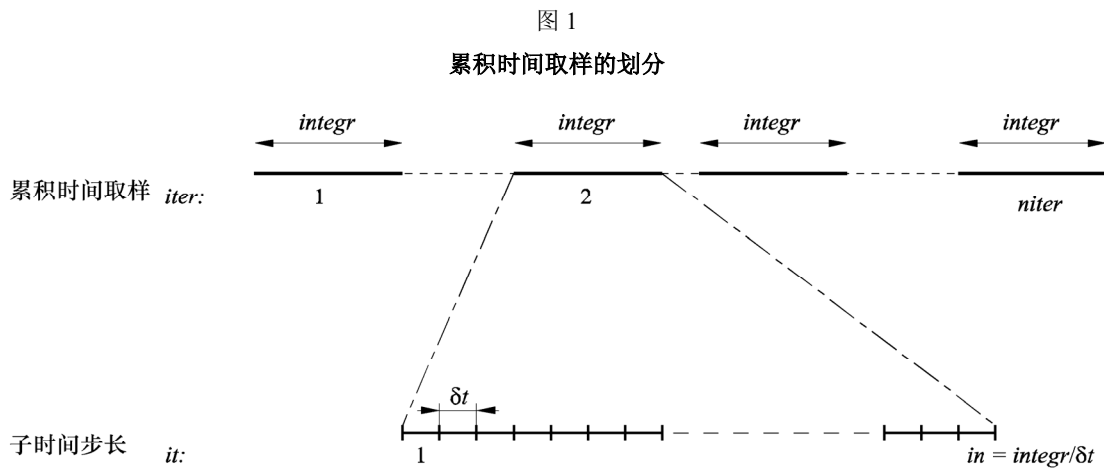 图 1
累积时间取样的划分
integr integr integr integr
累积时间取样 iter: 1 2 niter
δt
子时间步长 it: 1 in = integr/δt